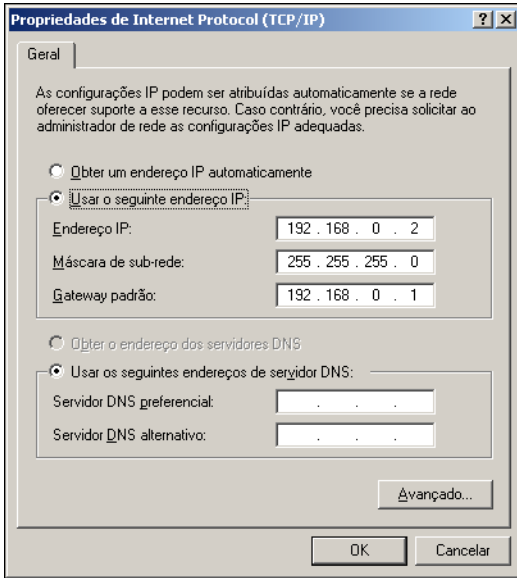 Propriedades de Internet Protocol (TCP/IP)
Geral
As configurações IP podem ser atribuídas automaticamente se a rede
oferecer suporte a esse recurso. Caso contrário, você precisa solicitar ao
administrador de rede as configurações IP adequadas.
Obter um endereço IP automaticamente
Usar o seguinte endereço IP:
Endereço IP: 192 . 168 . 0 . 2
Máscara de sub-rede: 255 . 255 . 255 . 0
Gateway padrão: 192 . 168 . 0 . 1
Obter o endereço dos servidores DNS
Usar os seguintes endereços de servidor DNS:
Servidor DNS preferencial: . . .
Servidor DNS alternativo: . . .
Avançado...
OK Cancelar